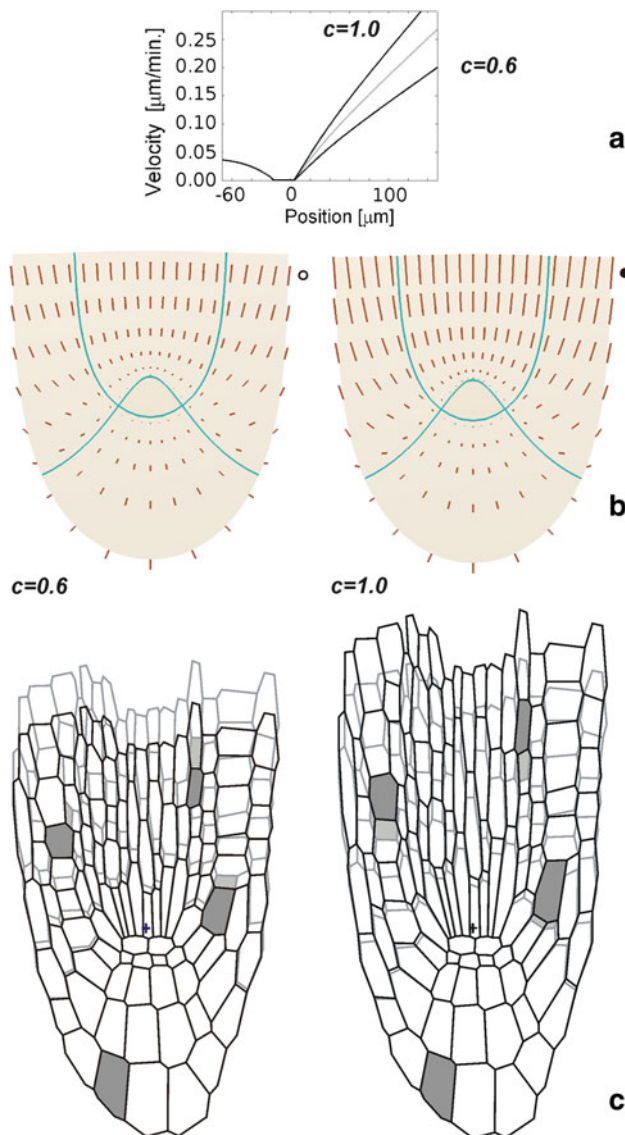 c=1.0
c=0.6
0.25
0.20
0.15
0.10
0.05
0.00
Velocity [μm/min.]
-60 0 100
Position [μm]
a
b
c=0.6 c=1.0
c